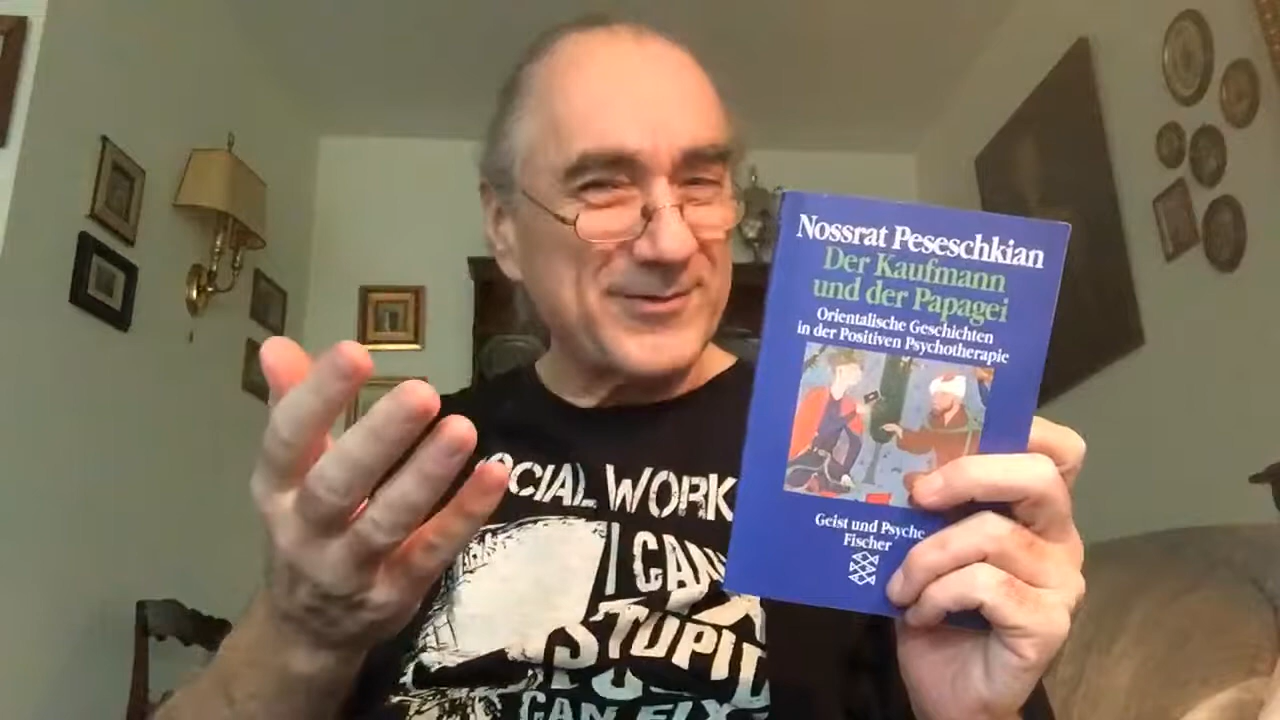 Nossrat Peseschkian
Der Kaufmann
und der Papagei
Orientalische Geschichten
in der Positiven Psychotherapie
Geist und Psyche
Fischer
SOCIAL WORK
I CAN
STUPID
CAN FIX